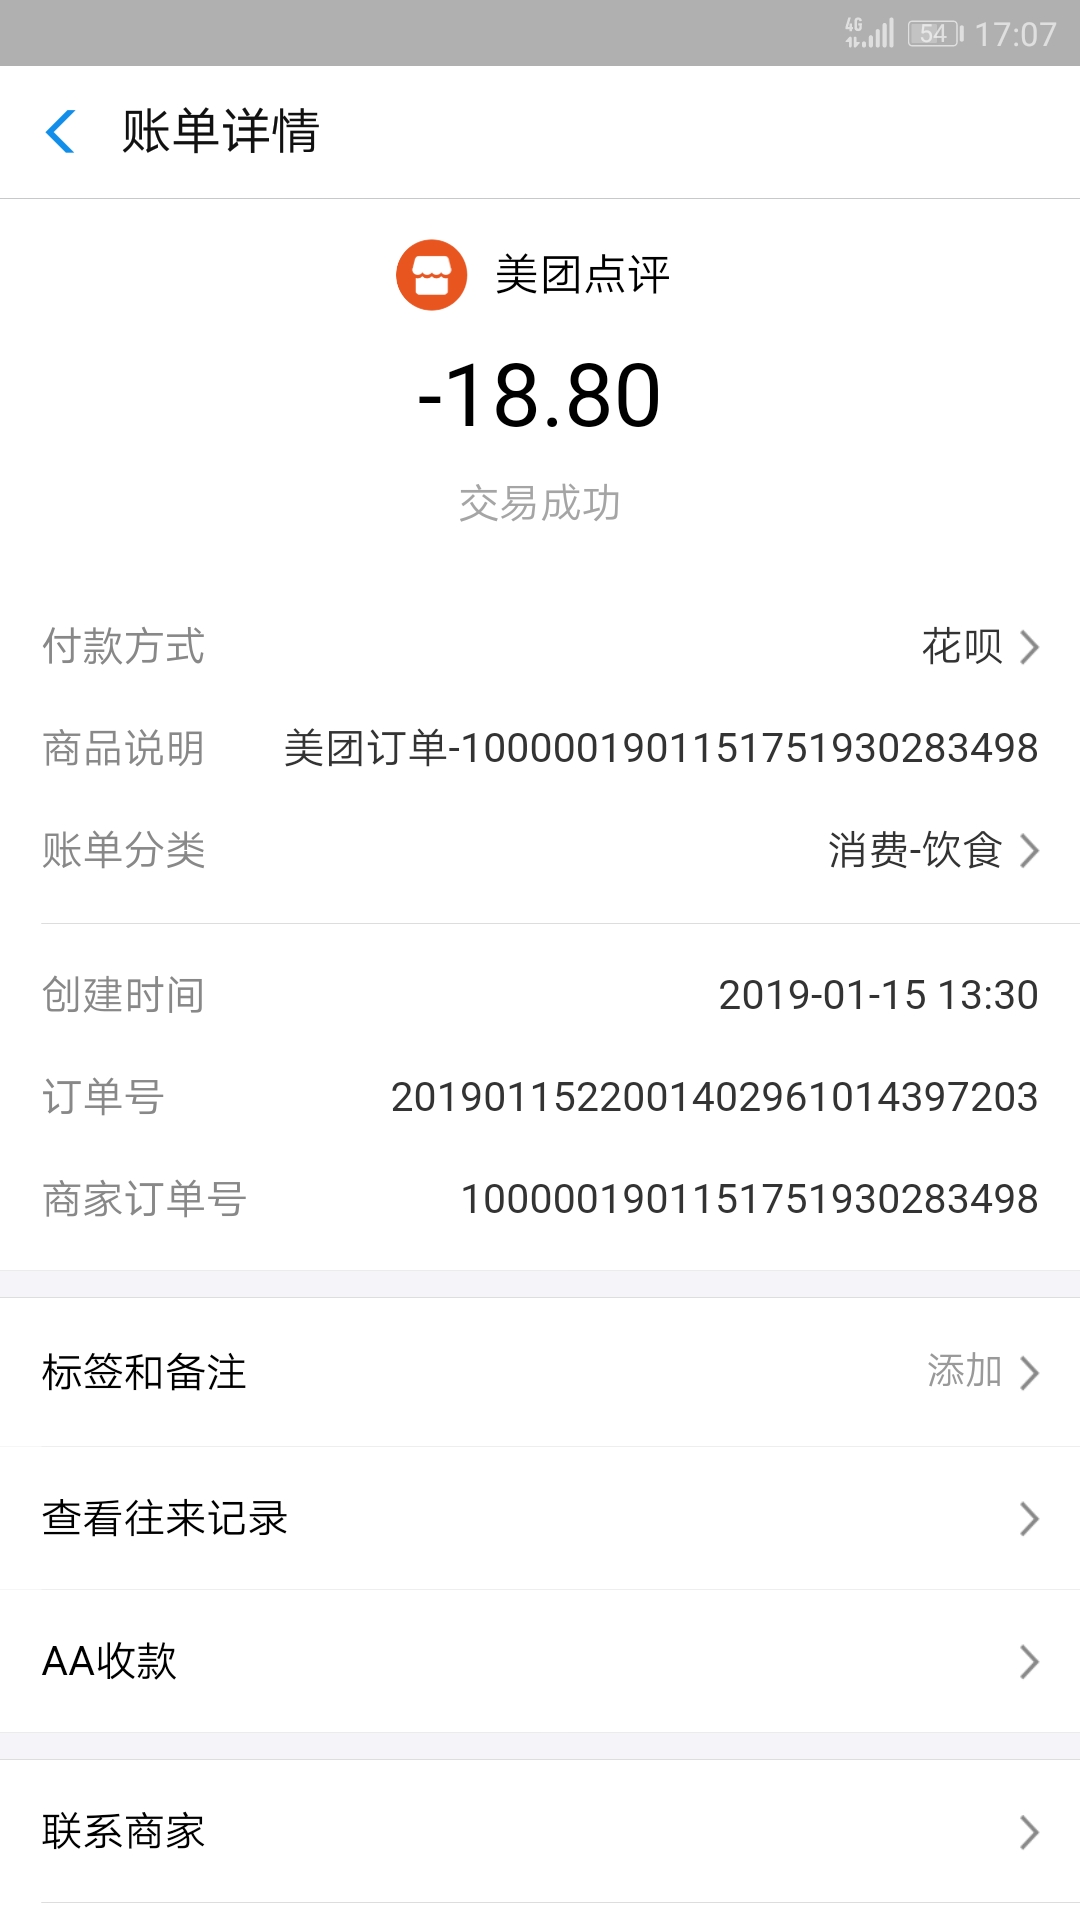 4G 54 17:07
账单详情
美团点评
-18.80
交易成功
付款方式 花呗
商品说明 美团订单-1000001901151751930283498
账单分类 消费-饮食
创建时间 2019-01-15 13:30
订单号 2019011522001402961014397203
商家订单号 1000001901151751930283498
标签和备注 添加
查看往来记录
AA收款
联系商家